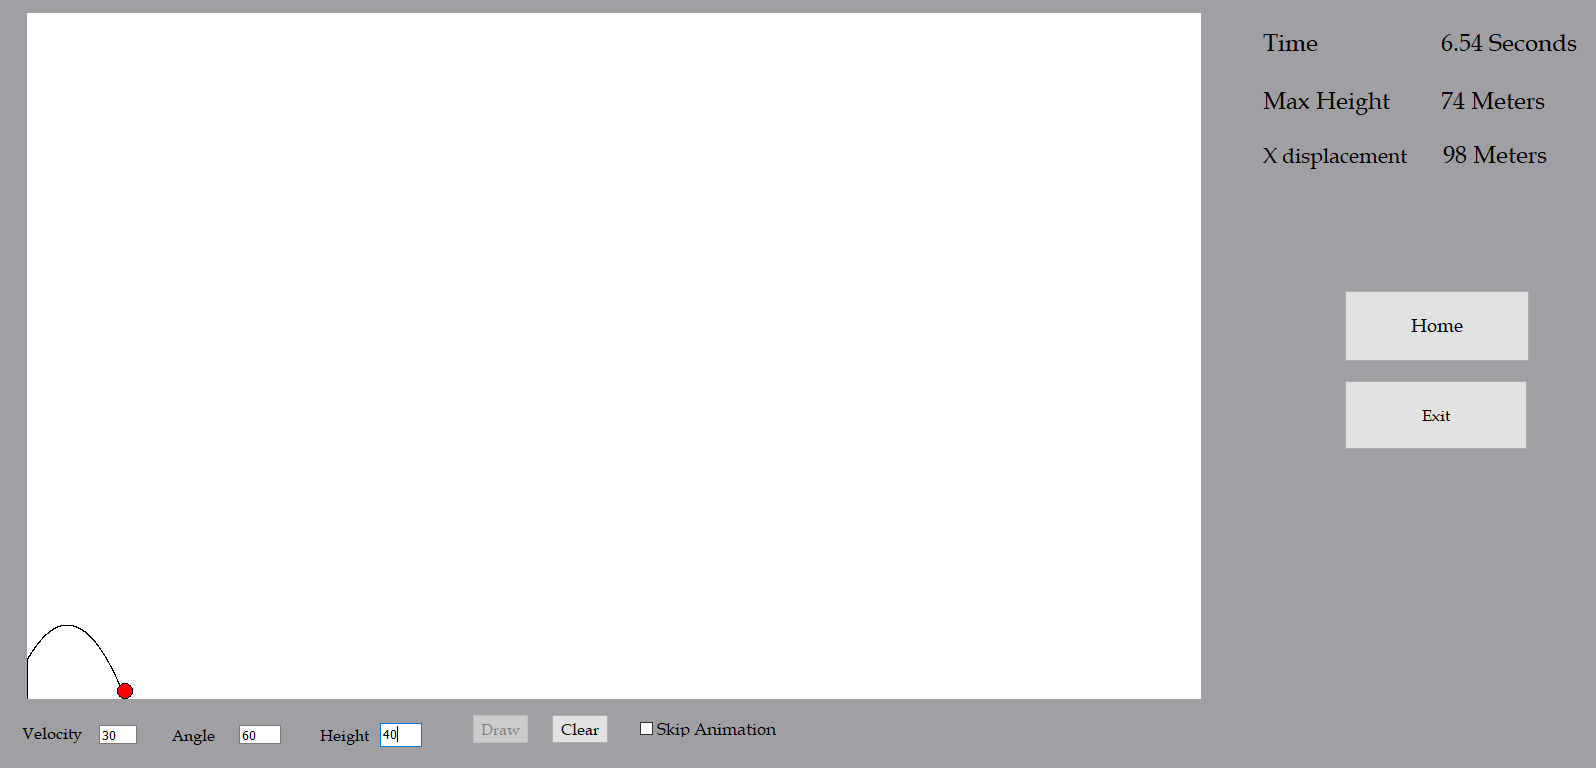 Time 6.54 Seconds
Max Height 74 Meters
X displacement 98 Meters
Home
Exit
Velocity 30 Angle 60 Height 40 Draw Clear Skip Animation